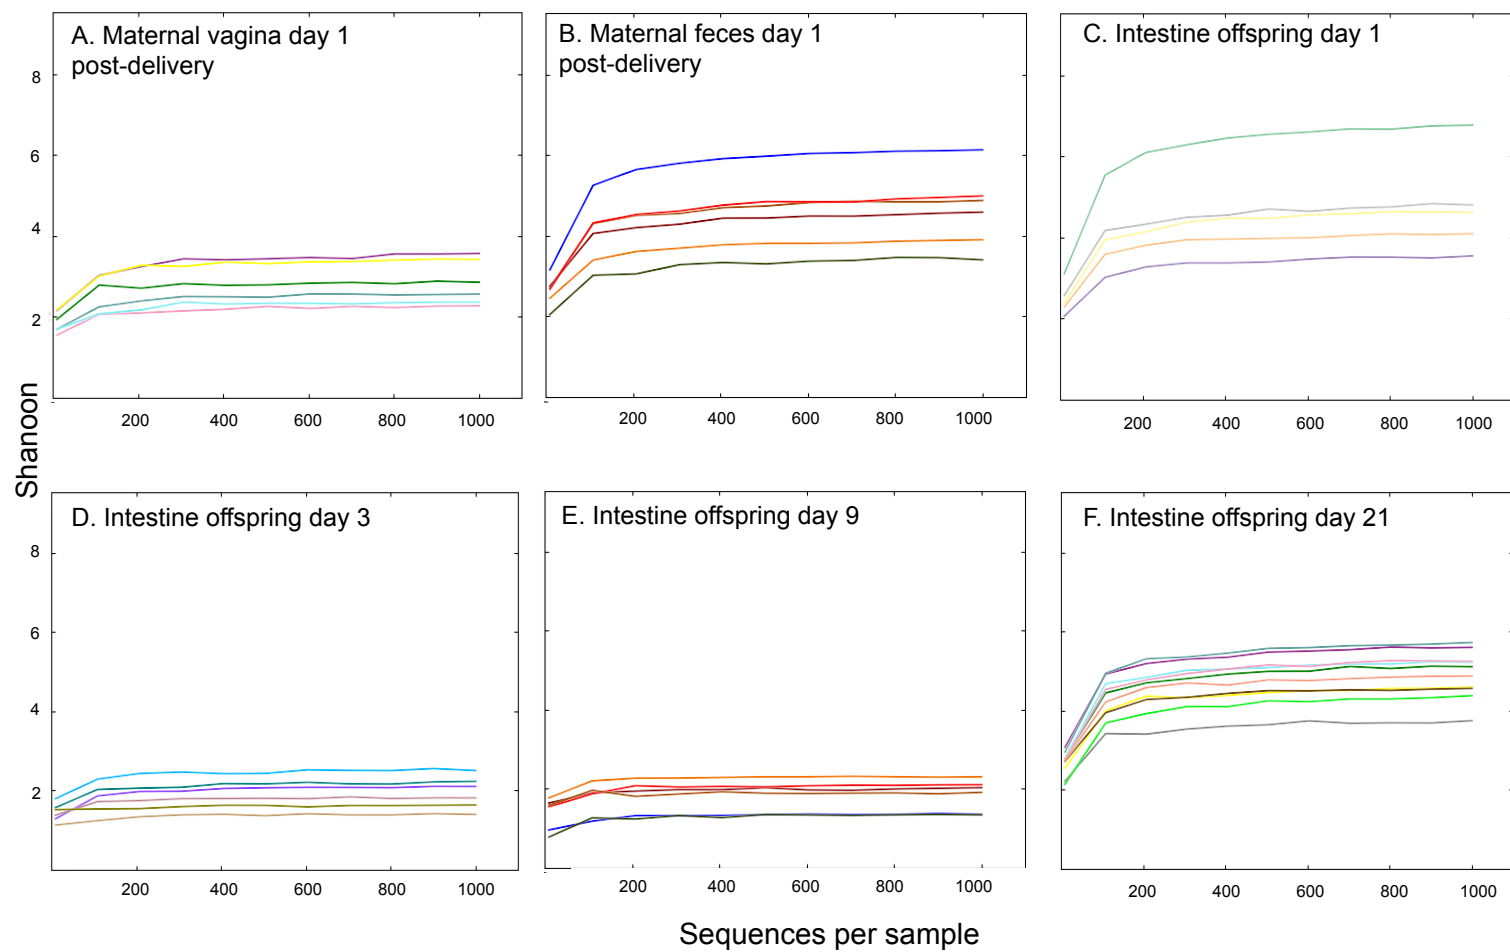 A. Maternal vagina day 1
post-delivery
B. Maternal feces day 1
post-delivery
C. Intestine offspring day 1
8
6
4
2
200 400 600 800 1000
200 400 600 800 1000
200 400 600 800 1000
Shanoon
D. Intestine offspring day 3
E. Intestine offspring day 9
F. Intestine offspring day 21
8
6
4
2
200 400 600 800 1000
200 400 600 800 1000
200 400 600 800 1000
Sequences per sample